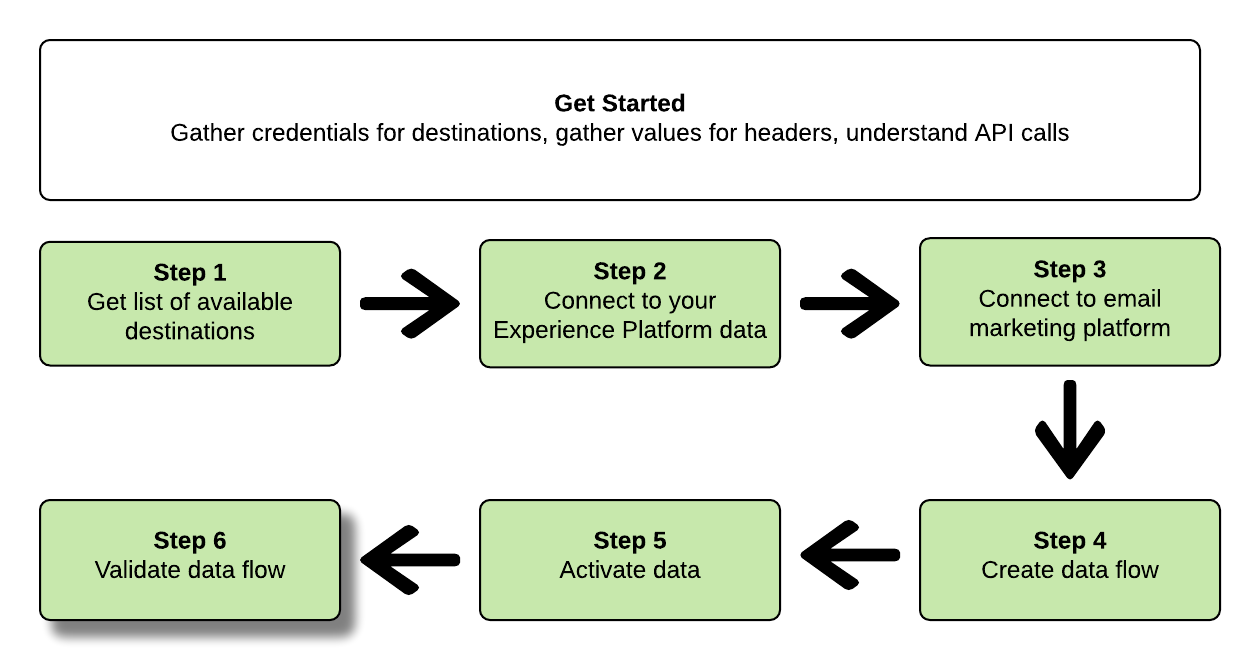 Get Started
Gather credentials for destinations, gather values for headers, understand API calls
Step 1
Get list of available
destinations
Step 2
Connect to your
Experience Platform data
Step 3
Connect to email
marketing platform
Step 4
Create data flow
Step 5
Activate data
Step 6
Validate data flow